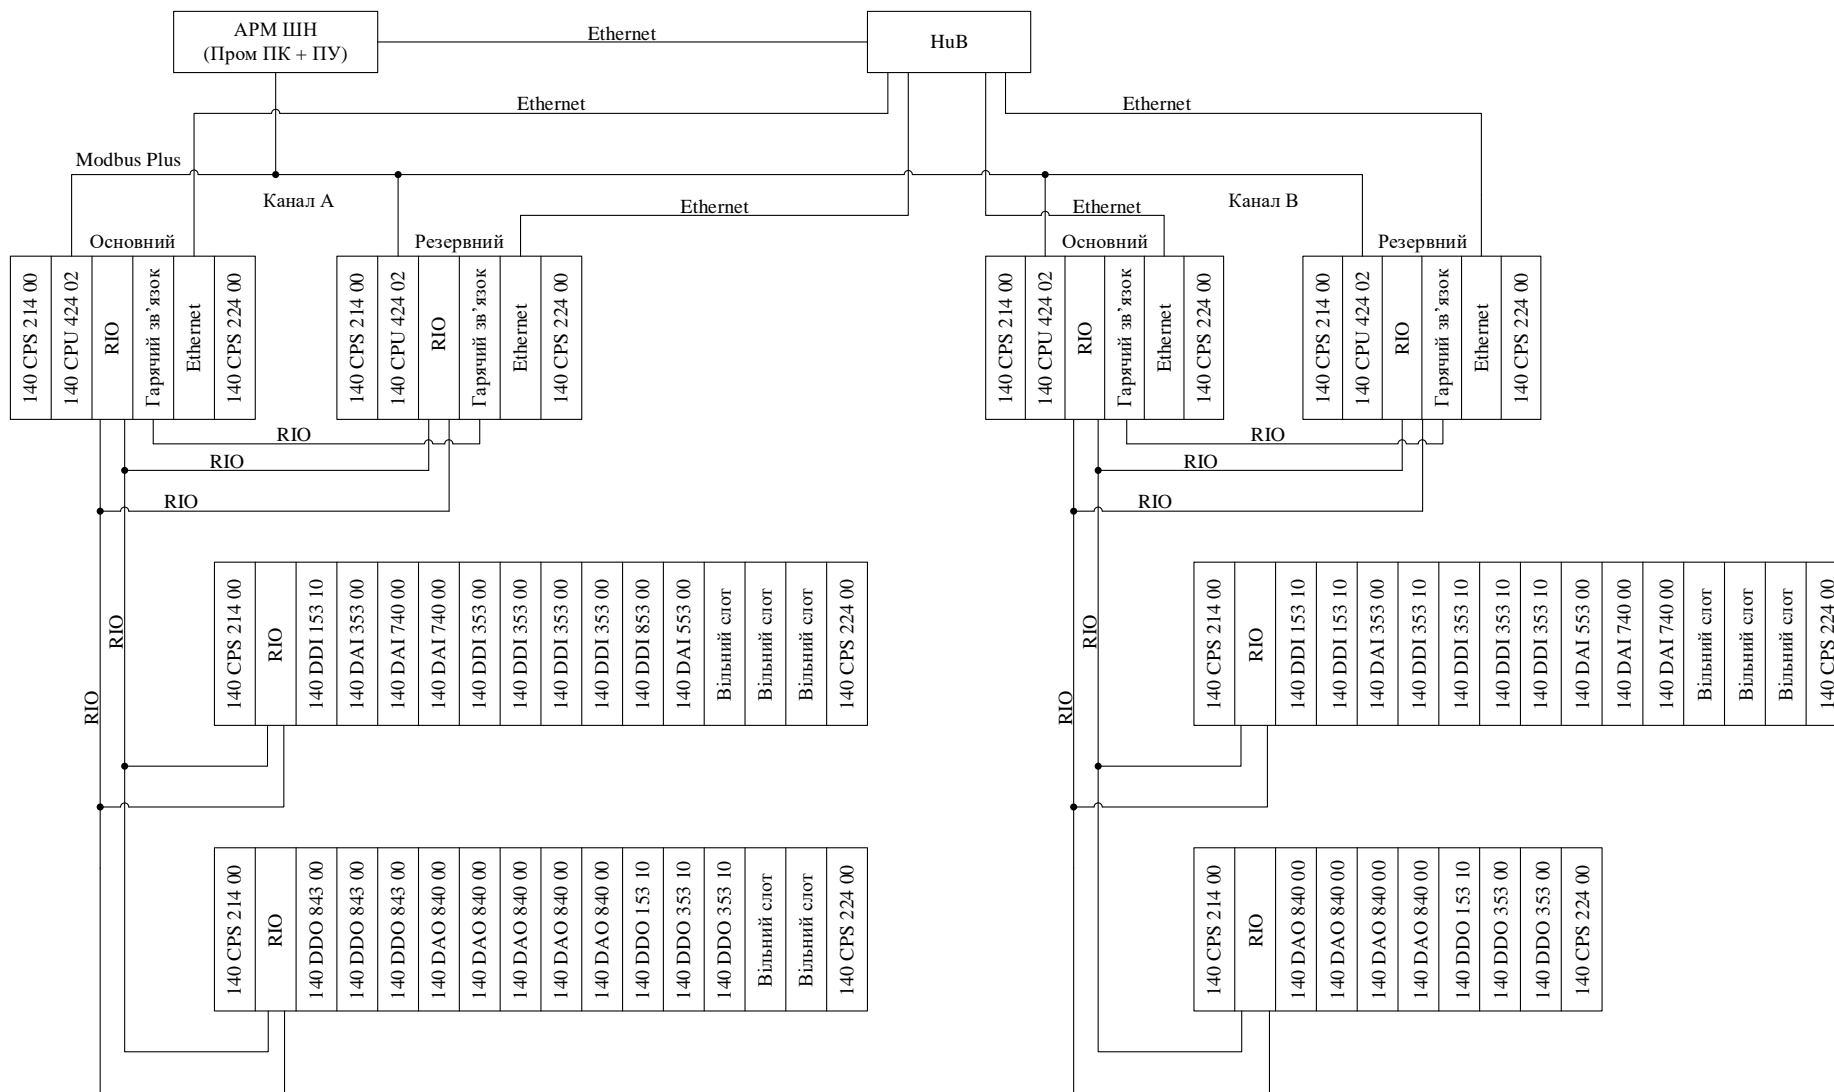 АРМ ШН
(Пром ПК + ПУ)
Ethernet
HuB
Ethernet
Ethernet
Modbus Plus
Канал А
Ethernet
Ethernet
Канал В
Основний
Резервний
Основний
Резервний
140 CPS 214 00
140 CPU 424 02
RIO
Гарячий зв’язок
Ethernet
140 CPS 224 00
140 CPS 214 00
140 CPU 424 02
RIO
Гарячий зв’язок
Ethernet
140 CPS 224 00
140 CPS 214 00
140 CPU 424 02
RIO
Гарячий зв’язок
Ethernet
140 CPS 224 00
140 CPS 214 00
140 CPU 424 02
RIO
Гарячий зв’язок
Ethernet
140 CPS 224 00
RIO
RIO
RIO
RIO
RIO
RIO
RIO
RIO
140 CPS 214 00
RIO
140 DDI 153 10
140 DAI 353 00
140 DAI 740 00
140 DAI 740 00
140 DDI 353 00
140 DDI 353 00
140 DDI 353 00
140 DDI 353 00
140 DDI 853 00
140 DAI 553 00
Вільний слот
Вільний слот
Вільний слот
140 CPS 224 00
RIO
RIO
140 CPS 214 00
RIO
140 DDI 153 10
140 DDI 153 10
140 DAI 353 00
140 DDI 353 10
140 DDI 353 10
140 DDI 353 10
140 DDI 353 10
140 DAI 553 00
140 DAI 740 00
140 DAI 740 00
Вільний слот
Вільний слот
Вільний слот
140 CPS 224 00
140 CPS 214 00
RIO
140 DDO 843 00
140 DDO 843 00
140 DDO 843 00
140 DAO 840 00
140 DAO 840 00
140 DAO 840 00
140 DAO 840 00
140 DAO 840 00
140 DDO 153 10
140 DDO 353 10
140 DDO 353 10
Вільний слот
Вільний слот
140 CPS 224 00
140 CPS 214 00
RIO
140 DAO 840 00
140 DAO 840 00
140 DAO 840 00
140 DAO 840 00
140 DDO 153 10
140 DDO 353 00
140 DDO 353 00
140 CPS 224 00